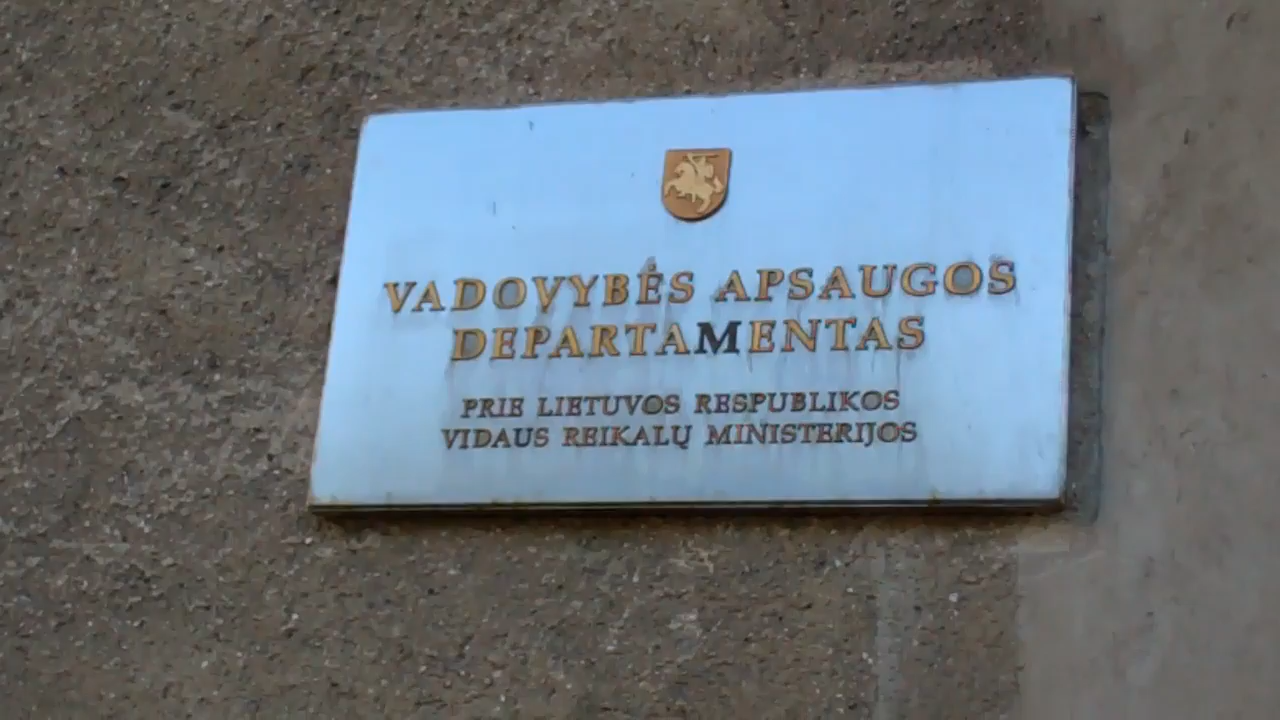 VADOVYBĖS APSAUGOS
DEPARTAMENTAS
PRIE LIETUVOS RESPUBLIKOS
VIDAUS REIKALŲ MINISTERIJOS